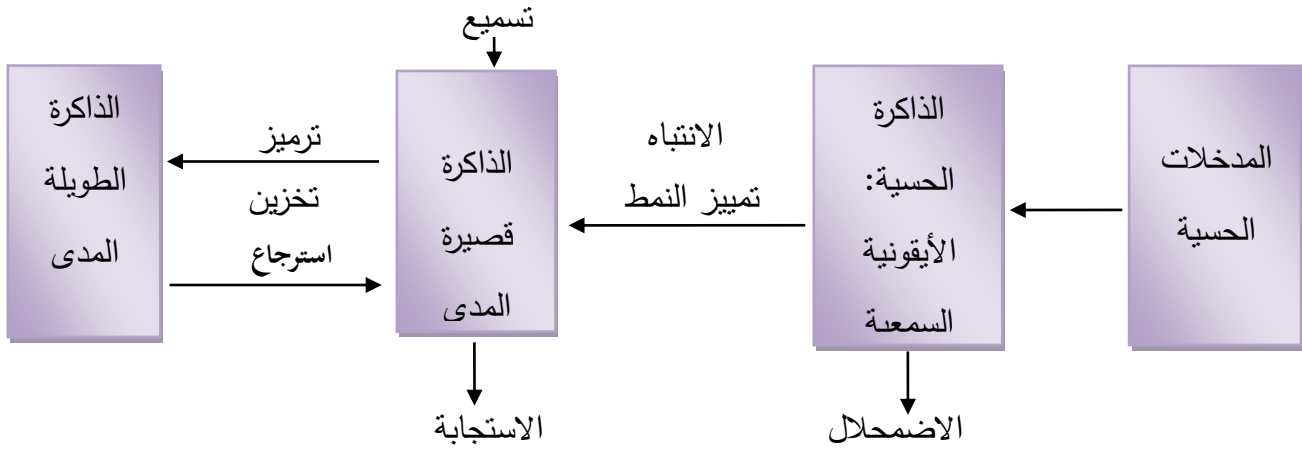 تسميع
المدخلات
الحسية
الذاكرة
الحسية:
الأيقونية
السمعية
الانتباه
تمييز النمط
الذاكرة
قصيرة
المدى
ترميز
تخزين
استرجاع
الذاكرة
الطويلة
المدى
الاضمحلال
الاستجابة